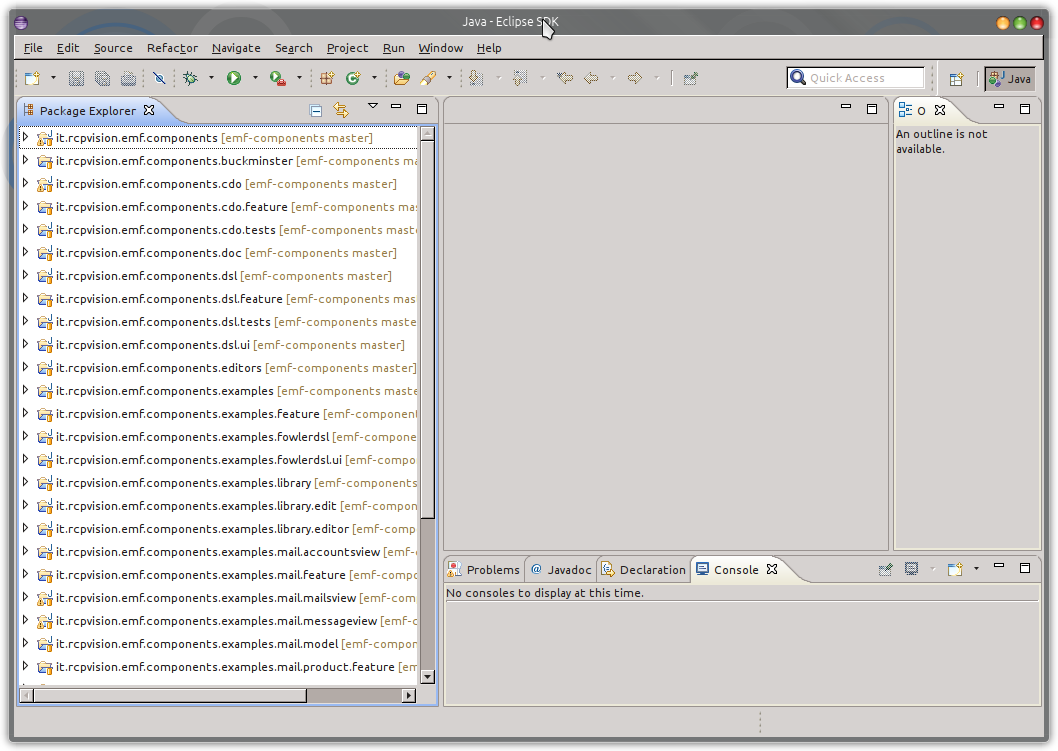 Java - Eclipse SDK
File Edit Source Refactor Navigate Search Project Run Window Help
Quick Access
Java
Package Explorer
O
it.rcpvision.emf.components [emf-components master]
it.rcpvision.emf.components.buckminster [emf-components ma
it.rcpvision.emf.components.cdo [emf-components master]
it.rcpvision.emf.components.cdo.feature [emf-components mas
it.rcpvision.emf.components.cdo.tests [emf-components maste
it.rcpvision.emf.components.doc [emf-components master]
it.rcpvision.emf.components.dsl [emf-components master]
it.rcpvision.emf.components.dsl.feature [emf-components mas
it.rcpvision.emf.components.dsl.tests [emf-components maste
it.rcpvision.emf.components.dsl.ui [emf-components master]
it.rcpvision.emf.components.editors [emf-components master]
it.rcpvision.emf.components.examples [emf-components maste
it.rcpvision.emf.components.examples.feature [emf-component
it.rcpvision.emf.components.examples.fowlerdsl [emf-compone
it.rcpvision.emf.components.examples.fowlerdsl.ui [emf-compo
it.rcpvision.emf.components.examples.library [emf-components
it.rcpvision.emf.components.examples.library.edit [emf-compon
it.rcpvision.emf.components.examples.library.editor [emf-comp
it.rcpvision.emf.components.examples.mail.accountsview [emf-
it.rcpvision.emf.components.examples.mail.feature [emf-compo
it.rcpvision.emf.components.examples.mail.mailsview [emf-com
it.rcpvision.emf.components.examples.mail.messageview [emf-c
it.rcpvision.emf.components.examples.mail.model [emf-compon
it.rcpvision.emf.components.examples.mail.product.feature [em
An outline is not
available.
Problems Javadoc Declaration Console
No consoles to display at this time.